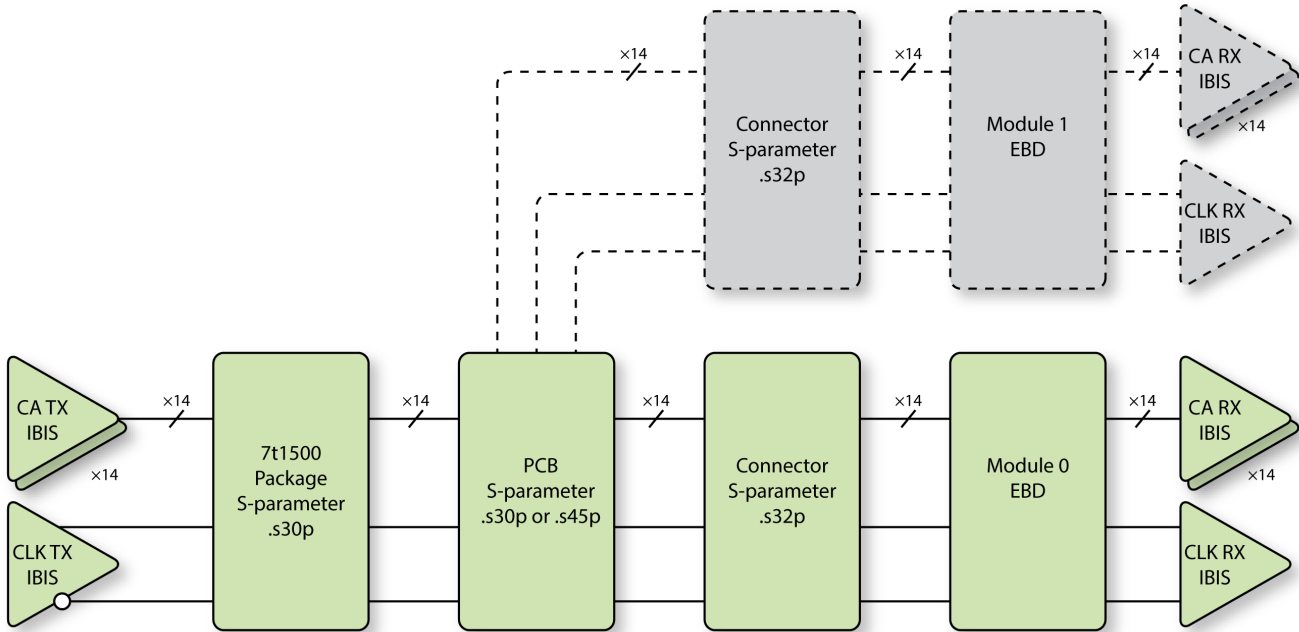 ×14
×14
×14
CA RX
IBIS
×14
Connector
S-parameter
.s32p
Module 1
EBD
CLK RX
IBIS
CA TX
IBIS
×14
×14
×14
×14
×14
×14
CA RX
IBIS
×14
7t1500
Package
S-parameter
.s30p
PCB
S-parameter
.s30p or .s45p
Connector
S-parameter
.s32p
Module 0
EBD
CLK TX
IBIS
CLK RX
IBIS